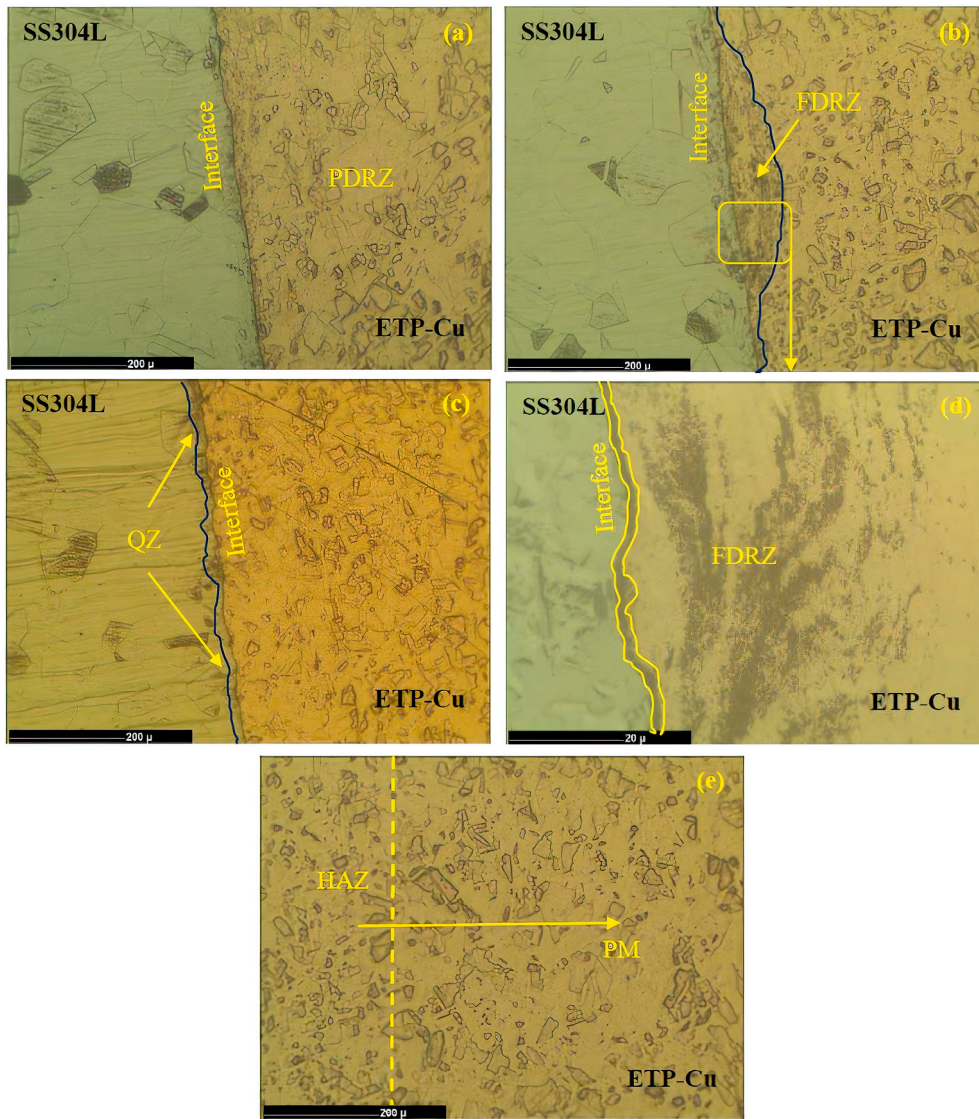 SS304L
(a)
Interface
PDRZ
ETP-Cu
200 µ
SS304L
(b)
Interface
FDRZ
ETP-Cu
200 µ
SS304L
(c)
QZ
Interface
ETP-Cu
200 µ
SS304L
(d)
Interface
FDRZ
ETP-Cu
20 µ
(e)
HAZ
PM
ETP-Cu
200 µ